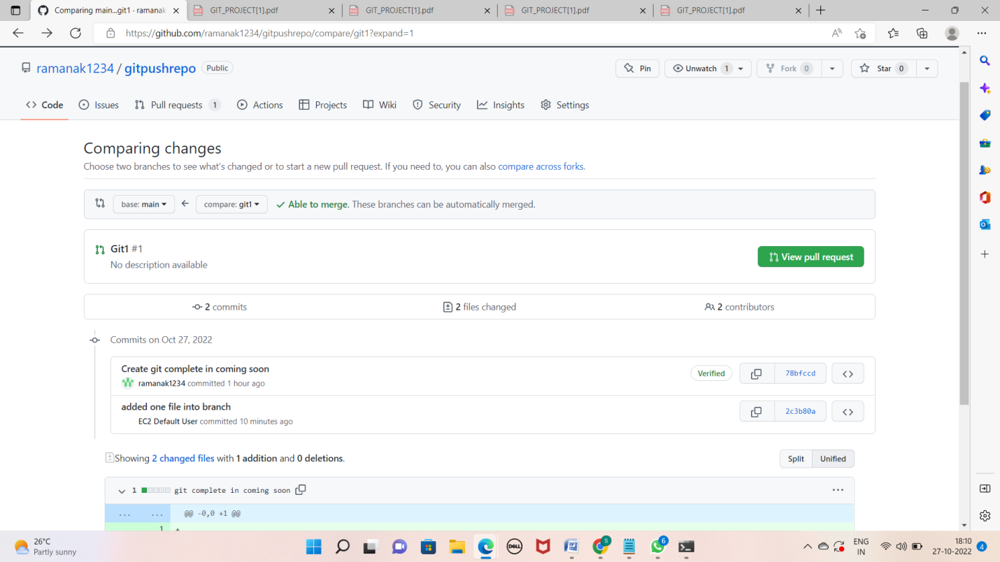 Comparing main...git1 · ramanak
GIT_PROJECT[1].pdf
GIT_PROJECT[1].pdf
GIT_PROJECT[1].pdf
GIT_PROJECT[1].pdf
https://github.com/ramanak1234/gitpushrepo/compare/git1?expand=1
ramanak1234 / gitpushrepo Public
Pin Unwatch 1 Fork 0 Star 0
Code Issues Pull requests 1 Actions Projects Wiki Security Insights Settings
Comparing changes
Choose two branches to see what's changed or to start a new pull request. If you need to, you can also compare across forks.
base: main compare: git1 Able to merge. These branches can be automatically merged.
Git1 #1
No description available
View pull request
2 commits 2 files changed 2 contributors
Commits on Oct 27, 2022
Create git complete in coming soon
ramanak1234 committed 1 hour ago
Verified 78bfccd
added one file into branch
EC2 Default User committed 10 minutes ago
2c3b80a
Showing 2 changed files with 1 addition and 0 deletions.
Split Unified
1 git complete in coming soon
... ... @@ -0,0 +1 @@
1 +
26°C
Partly sunny
DELL
S
6
ENG
IN
18:10
27-10-2022
4